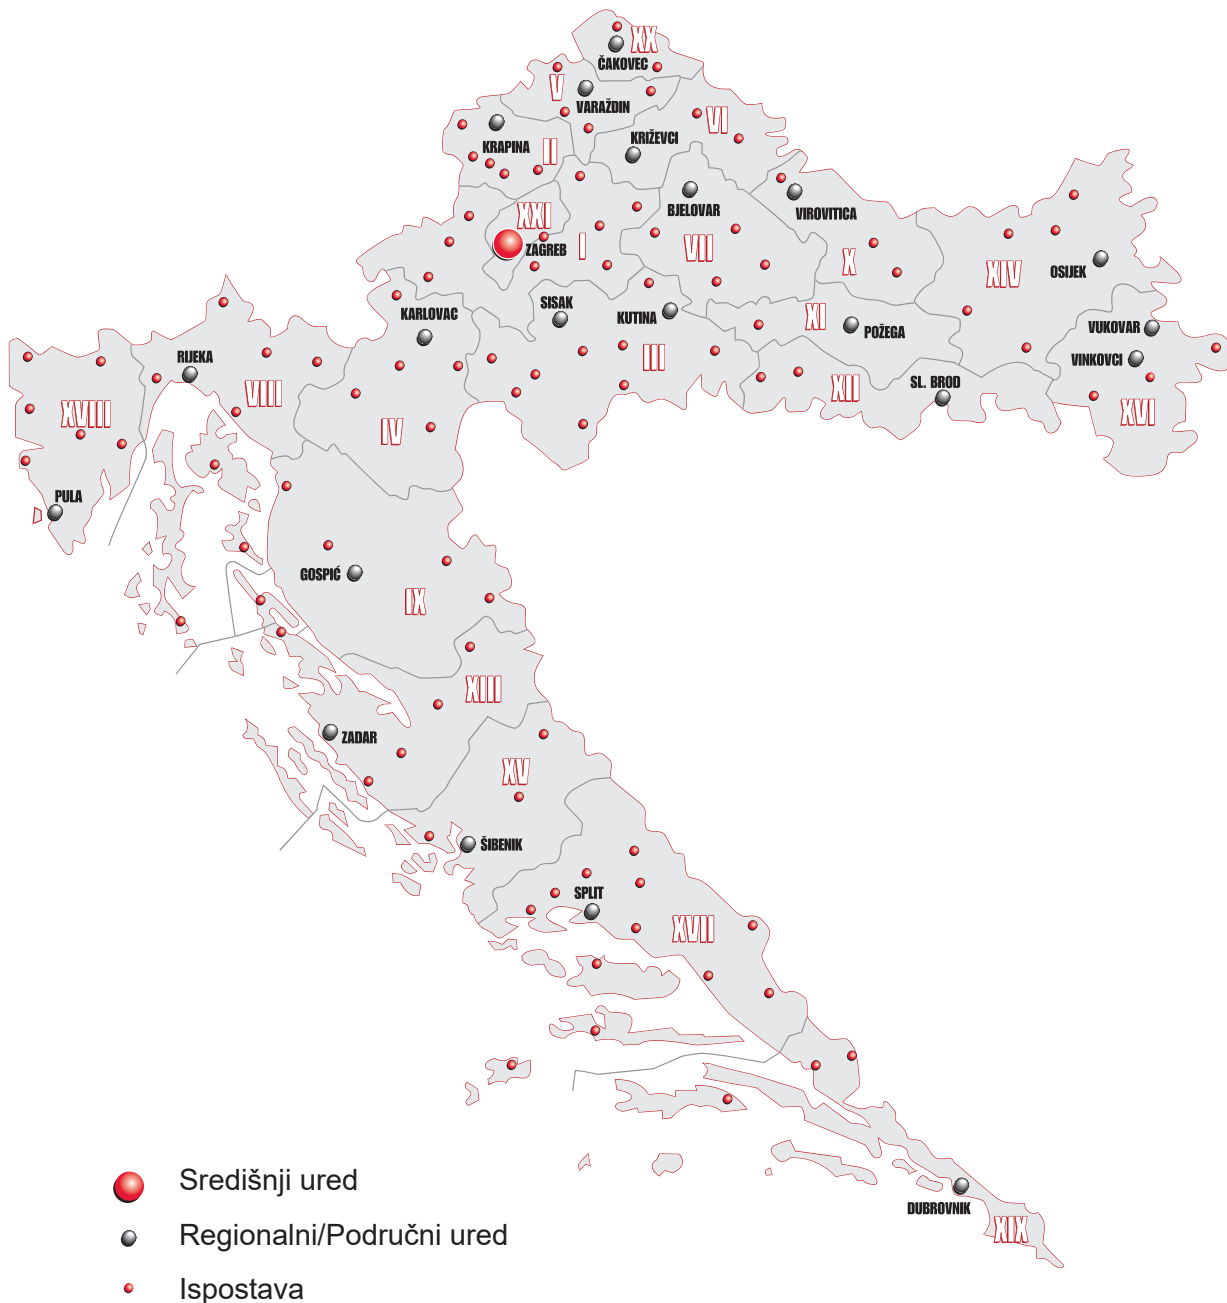 XX
ČAKOVEC
V
VARAŽDIN
VI
KRIŽEVCI
KRAPINA
II
BJELOVAR
VIROVITICA
XXI
ZAGREB
I
VII
X
XIV
OSIJEK
SISAK
KUTINA
XI
POŽEGA
VUKOVAR
VINKOVCI
KARLOVAC
RIJEKA
III
SL. BROD
XII
XVI
VIII
XVIII
IV
PULA
GOSPIĆ
IX
XIII
ZADAR
XV
ŠIBENIK
SPLIT
XVII
DUBROVNIK
XIX
Središnji ured
Regionalni/Područni ured
Ispostava